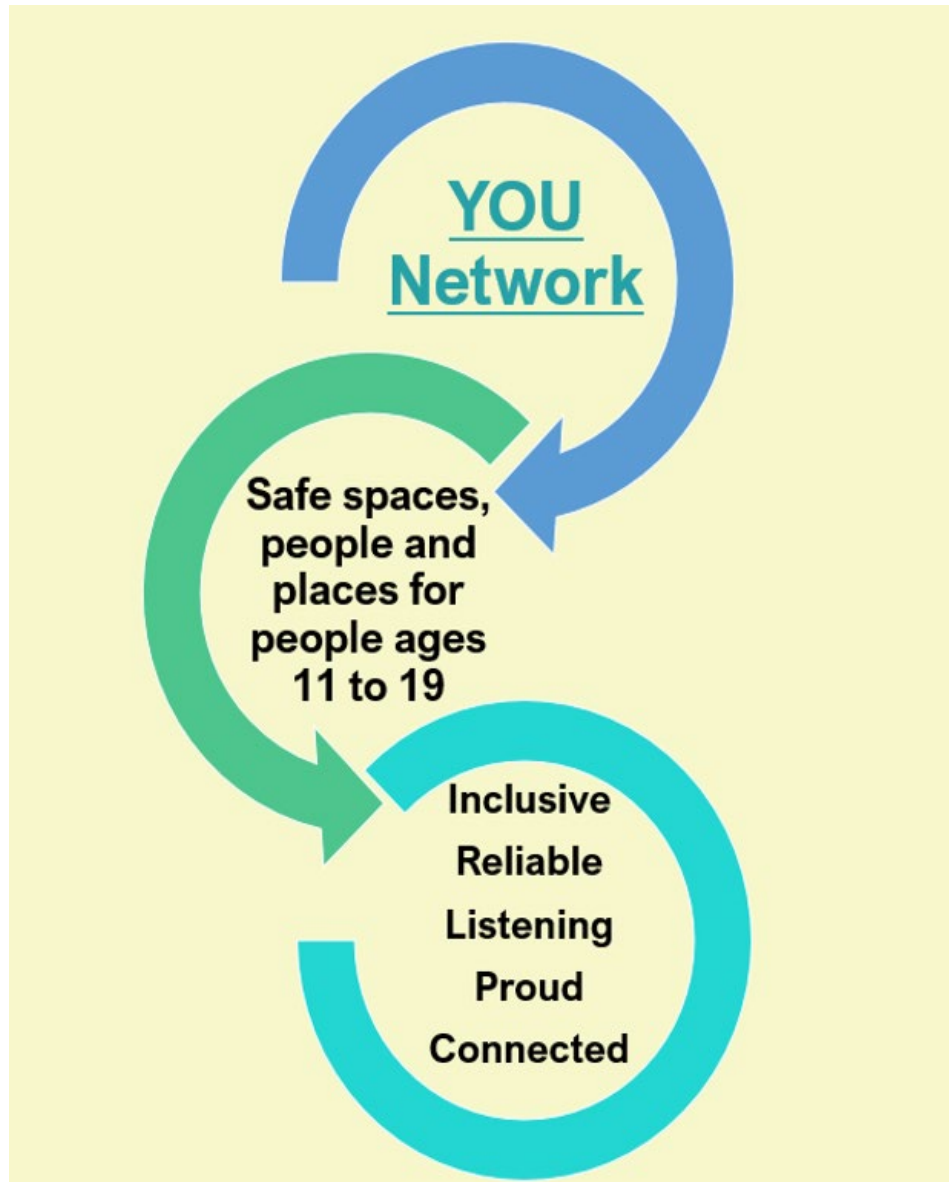 YOU
Network
Safe spaces,
people and
places for
people ages
11 to 19
Inclusive
Reliable
Listening
Proud
Connected